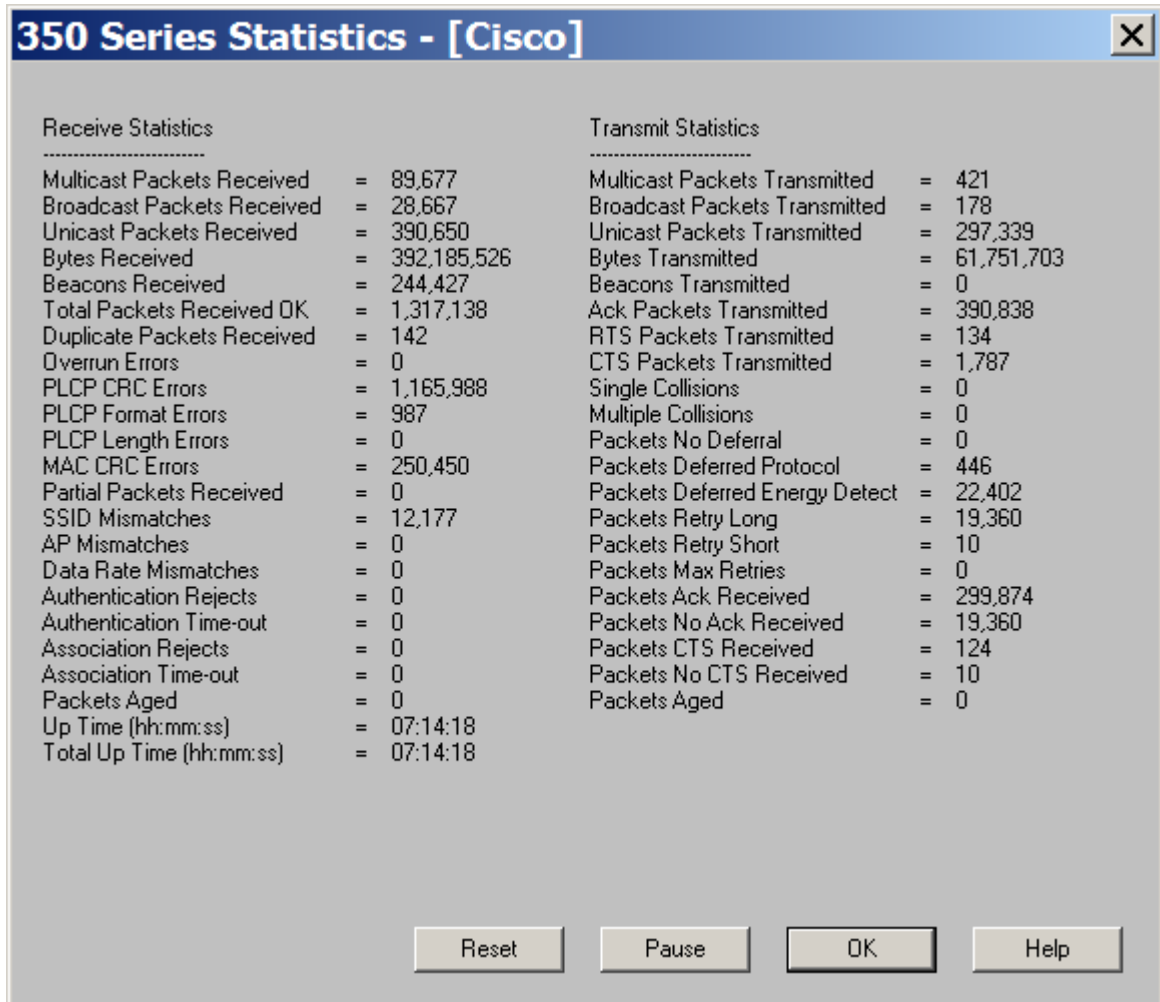 350 Series Statistics - [Cisco]
Receive Statistics
---------------------------
Multicast Packets Received = 89,677
Broadcast Packets Received = 28,667
Unicast Packets Received = 390,650
Bytes Received = 392,185,526
Beacons Received = 244,427
Total Packets Received OK = 1,317,138
Duplicate Packets Received = 142
Overrun Errors = 0
PLCP CRC Errors = 1,165,988
PLCP Format Errors = 987
PLCP Length Errors = 0
MAC CRC Errors = 250,450
Partial Packets Received = 0
SSID Mismatches = 12,177
AP Mismatches = 0
Data Rate Mismatches = 0
Authentication Rejects = 0
Authentication Time-out = 0
Association Rejects = 0
Association Time-out = 0
Packets Aged = 0
Up Time (hh:mm:ss) = 07:14:18
Total Up Time (hh:mm:ss) = 07:14:18
Transmit Statistics
---------------------------
Multicast Packets Transmitted = 421
Broadcast Packets Transmitted = 178
Unicast Packets Transmitted = 297,339
Bytes Transmitted = 61,751,703
Beacons Transmitted = 0
Ack Packets Transmitted = 390,838
RTS Packets Transmitted = 134
CTS Packets Transmitted = 1,787
Single Collisions = 0
Multiple Collisions = 0
Packets No Deferral = 0
Packets Deferred Protocol = 446
Packets Deferred Energy Detect = 22,402
Packets Retry Long = 19,360
Packets Retry Short = 10
Packets Max Retries = 0
Packets Ack Received = 299,874
Packets No Ack Received = 19,360
Packets CTS Received = 124
Packets No CTS Received = 10
Packets Aged = 0
Reset
Pause
OK
Help